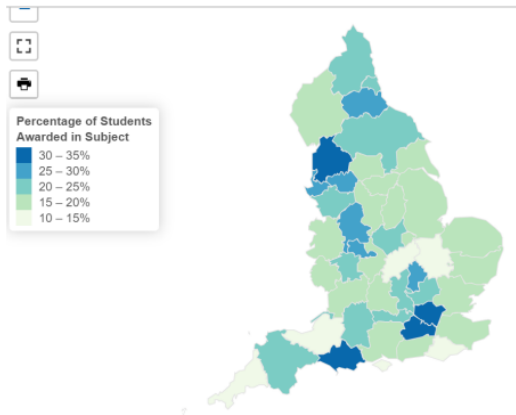 Percentage of Students
Awarded in Subject
30 – 35%
25 – 30%
20 – 25%
15 – 20%
10 – 15%